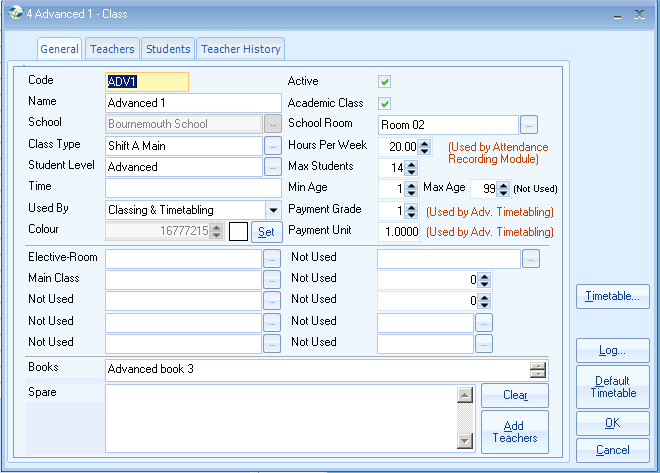 4 Advanced 1 - Class
General Teachers Students Teacher History
Code ADV1 Active
Name Advanced 1 Academic Class
School Bournemouth School ... School Room Room 02 ...
Class Type Shift A Main ... Hours Per Week 20.00 (Used by Attendance
Recording Module)
Student Level Advanced ... Max Students 14
Time Min Age 1 Max Age 99 (Not Used)
Used By Classing & Timetabling Payment Grade 1 (Used by Adv. Timetabling)
Colour 16777215 Set Payment Unit 1.0000 (Used by Adv. Timetabling)
Elective-Room ... Not Used ...
Main Class ... Not Used 0
Not Used ... Not Used 0
Timetable...
Not Used ... Not Used ...
Not Used ... Not Used ...
Log...
Books Advanced book 3
Default
Timetable
Spare Clear
OK
Add
Teachers
Cancel